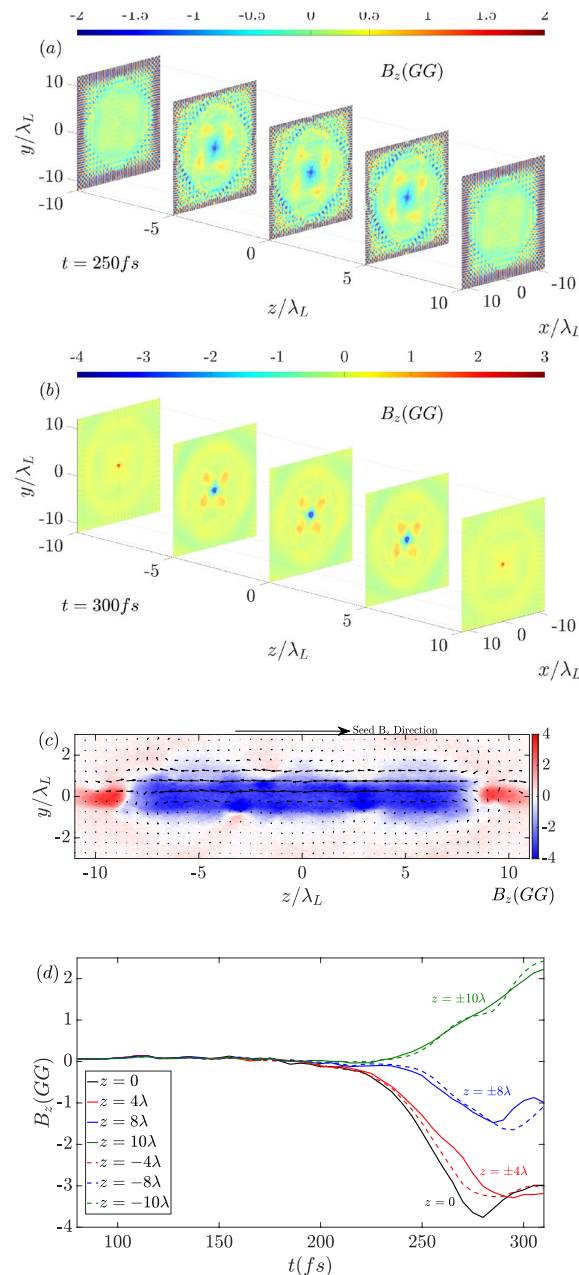 -2 -1.5 -1 -0.5 0 0.5 1 1.5 2
(a)
B_z(GG)
10
0
-10
y/λ_L
-10 -5 0 5 10
10 0 -10
t = 250fs
z/λ_L
x/λ_L
-4 -3 -2 -1 0 1 2 3
(b)
B_z(GG)
10
0
-10
y/λ_L
-10 -5 0 5 10
10 0 -10
t = 300fs
z/λ_L
x/λ_L
(c)
Seed B_z Direction
2
0
-2
y/λ_L
-10 -5 0 5 10
z/λ_L
4
2
0
-2
-4
B_z(GG)
(d)
2
1
0
-1
-2
-3
-4
B_z(GG)
z = ±10λ
z = ±8λ
z = ±4λ
z = 0
z = 0
z = 4λ
z = 8λ
z = 10λ
z = −4λ
z = −8λ
z = −10λ
100 150 200 250 300
t(fs)